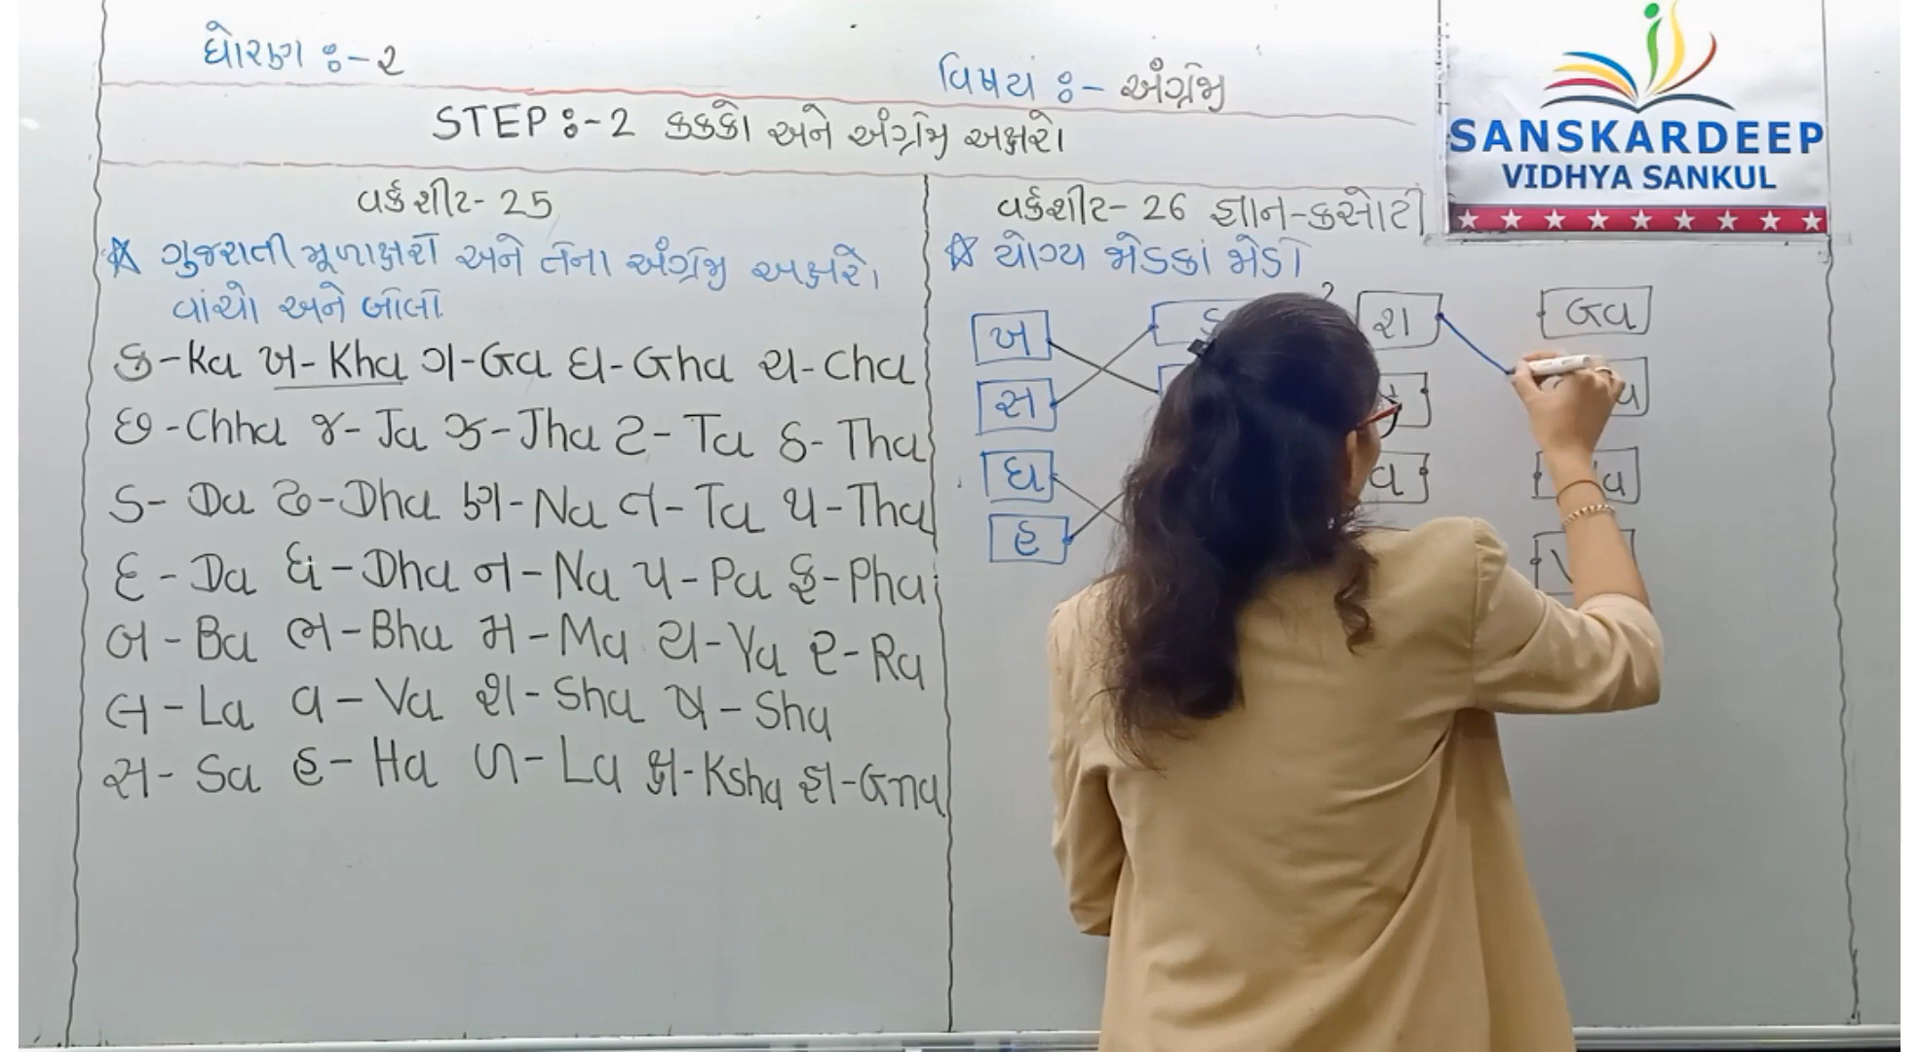 ધોરણ :- ૨
વિષય :- અંગ્રેજી
STEP :- 2 કક્કો અને અંગ્રેજી અક્ષરો
SANSKARDEEP
VIDHYA SANKUL
વર્કશીટ - 25
☆ ગુજરાતી મૂળાક્ષરો અને તેના અંગ્રેજી અક્ષરો
વાંચો અને બોલો.
ક - Ka ખ - Kha ગ - Ga ઘ - Gha ચ - Cha
છ - Chha જ - Ja ઝ - Jha ટ - Ta ઠ - Tha
ડ - Da ઢ - Dha ણ - Na ત - Ta થ - Tha
દ - Da ધ - Dha ન - Na પ - Pa ફ - Pha
બ - Ba ભ - Bha મ - Ma ય - Ya ર - Ra
લ - La વ - Va શ - Sha ષ - Sha
સ - Sa હ - Ha ળ - La ક્ષ - Ksha જ્ઞ - Gna
વર્કશીટ - 26 જ્ઞાન - કસોટી
☆ યોગ્ય જોડકાં જોડો
ખ શ Ga
સ
ઘ વ
હ